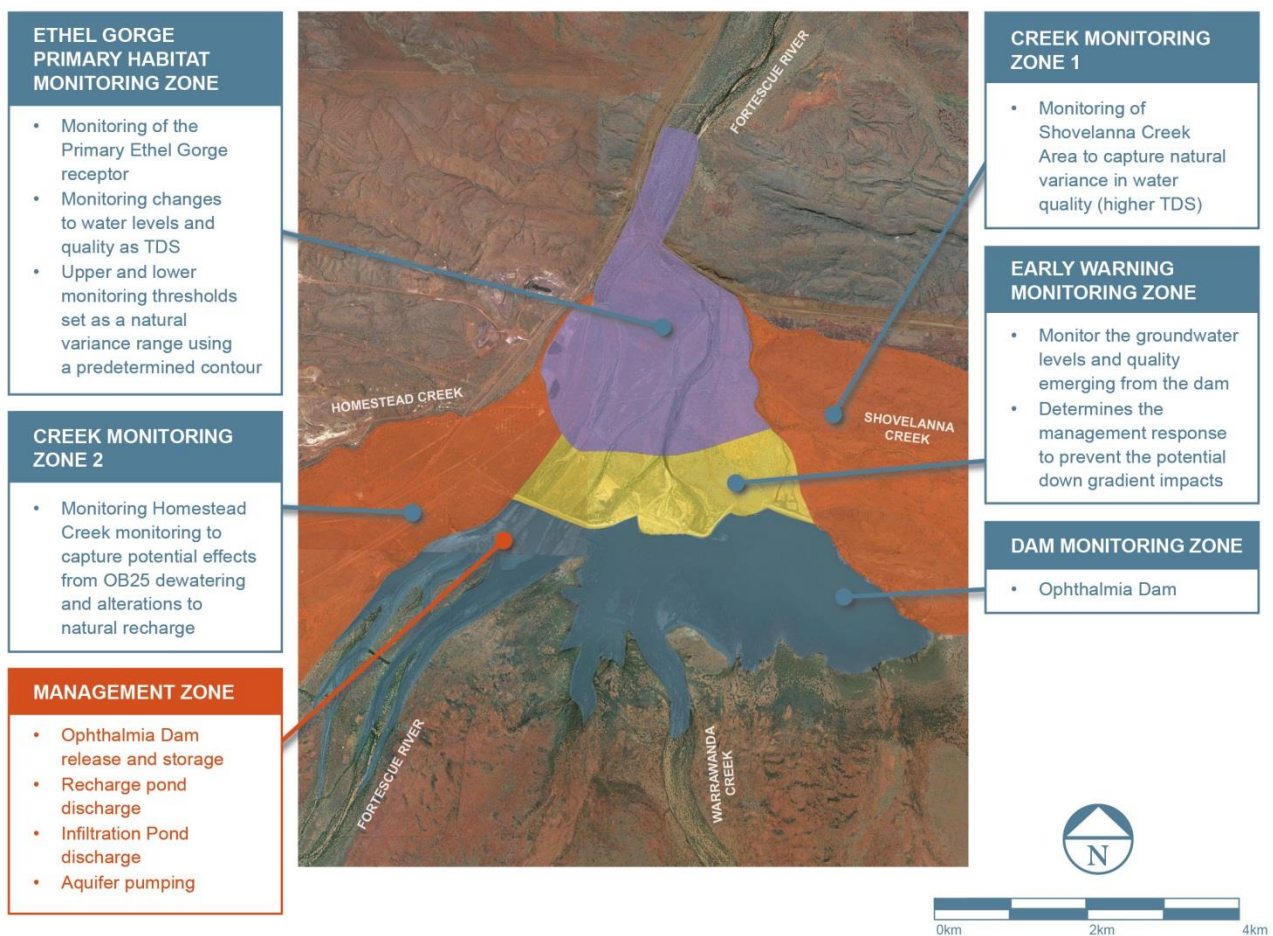 ETHEL GORGE
PRIMARY HABITAT
MONITORING ZONE
• Monitoring of the
Primary Ethel Gorge
receptor
• Monitoring changes
to water levels and
quality as TDS
• Upper and lower
monitoring thresholds
set as a natural
variance range using
a predetermined contour
CREEK MONITORING
ZONE 2
• Monitoring Homestead
Creek monitoring to
capture potential effects
from OB25 dewatering
and alterations to
natural recharge
MANAGEMENT ZONE
• Ophthalmia Dam
release and storage
• Recharge pond
discharge
• Infiltration Pond
discharge
• Aquifer pumping
FORTESCUE RIVER
HOMESTEAD CREEK
SHOVELANNA
CREEK
FORTESCUE RIVER
WARRAWANDA
CREEK
CREEK MONITORING
ZONE 1
• Monitoring of
Shovelanna Creek
Area to capture natural
variance in water
quality (higher TDS)
EARLY WARNING
MONITORING ZONE
• Monitor the groundwater
levels and quality
emerging from the dam
• Determines the
management response
to prevent the potential
down gradient impacts
DAM MONITORING ZONE
• Ophthalmia Dam
N
0km 2km 4km